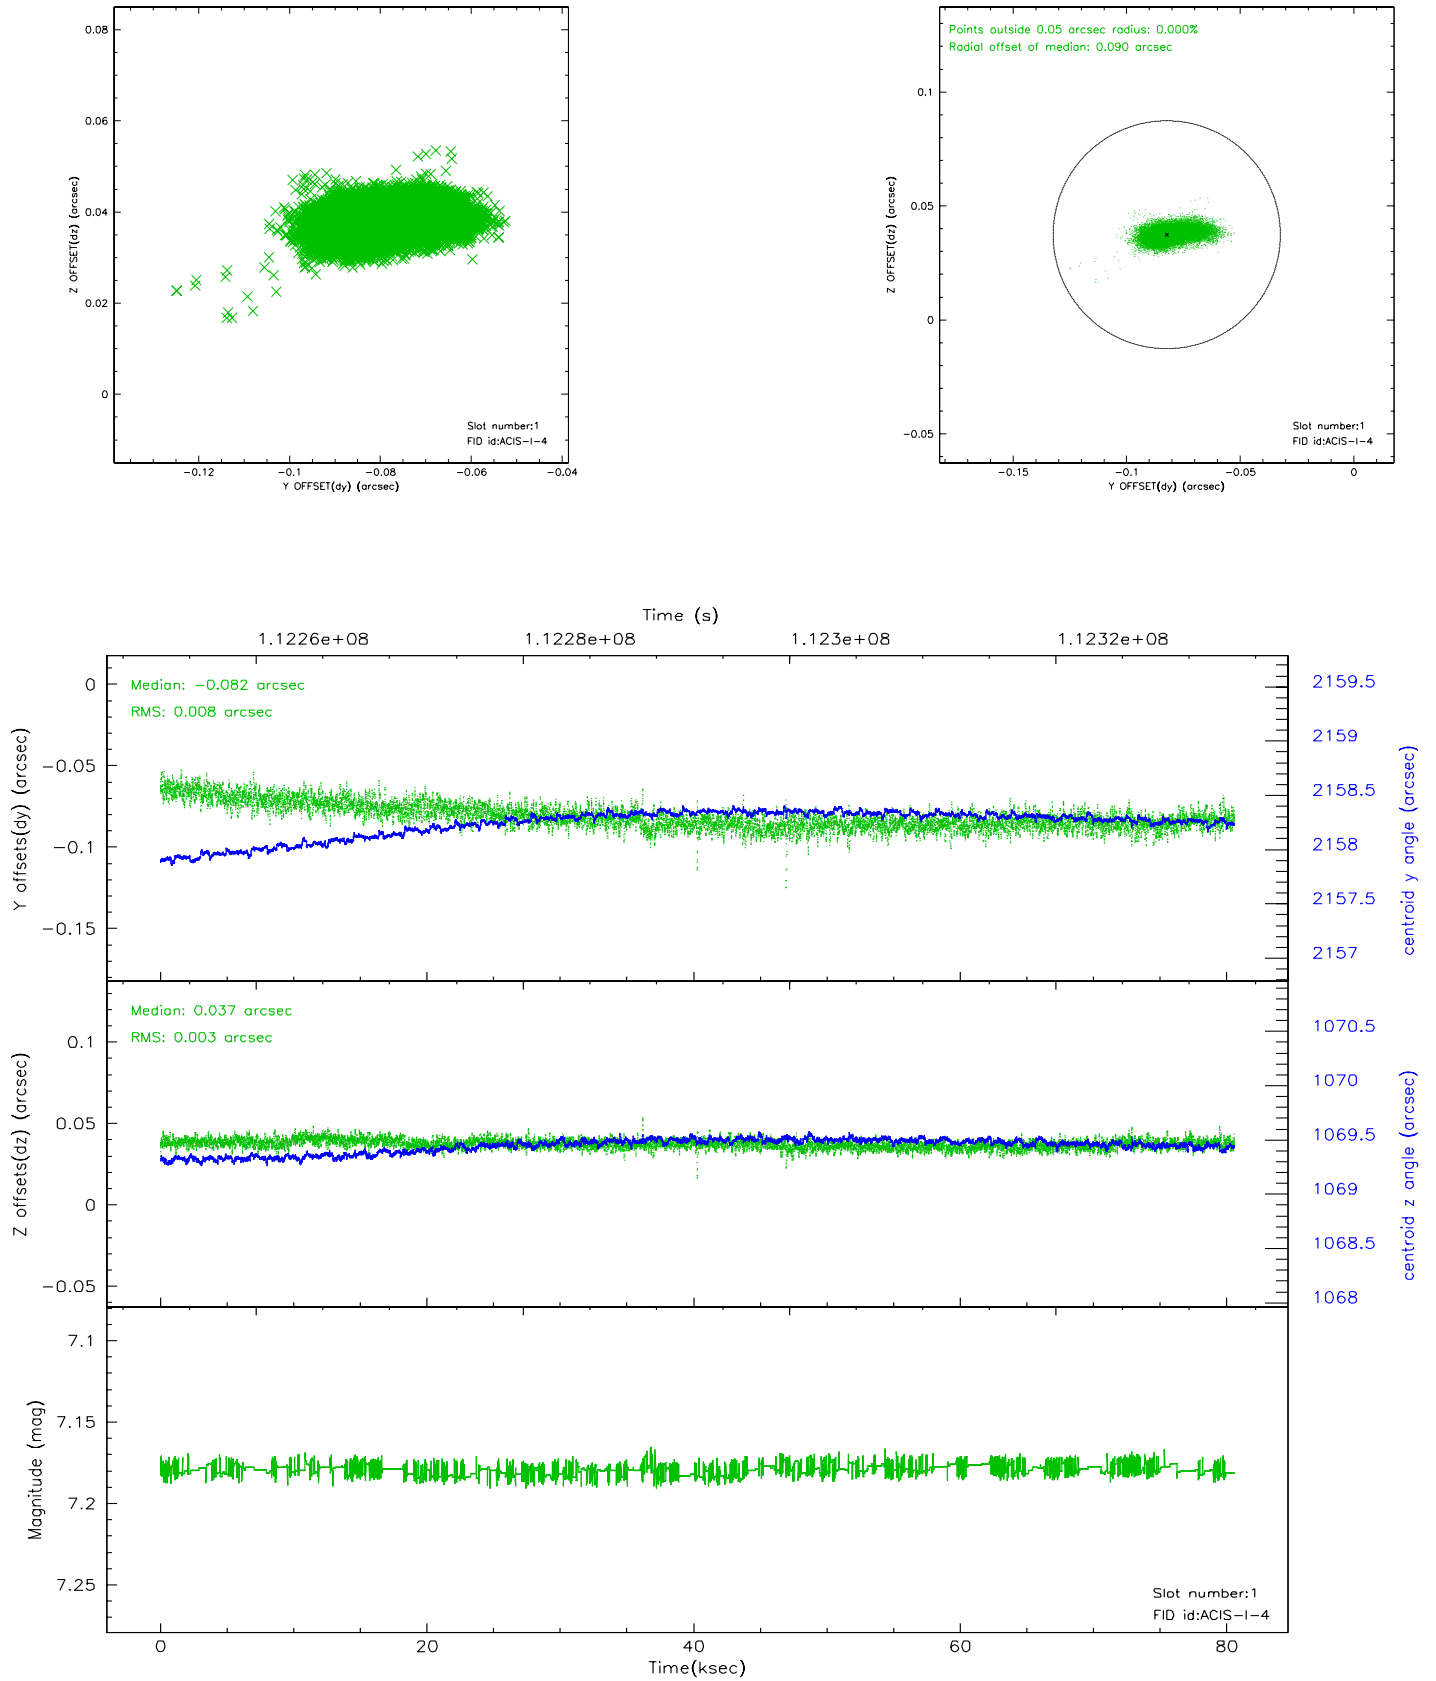 0.08
0.06
0.04
0.02
0
Z OFFSET(dz) (arcsec)
Slot number:1
FID id:ACIS-I-4
-0.12
-0.1
-0.08
-0.06
-0.04
Y OFFSET(dy) (arcsec)
Points outside 0.05 arcsec radius: 0.000%
Radial offset of median: 0.090 arcsec
0.1
0.05
0
-0.05
Z OFFSET(dz) (arcsec)
Slot number:1
FID id:ACIS-I-4
-0.15
-0.1
-0.05
0
Y OFFSET(dy) (arcsec)
Time (s)
1.1226e+08
1.1228e+08
1.123e+08
1.1232e+08
Median: -0.082 arcsec
RMS: 0.008 arcsec
0
-0.05
-0.1
-0.15
Y offsets(dy) (arcsec)
2159.5
2159
2158.5
2158
2157.5
2157
centroid y angle (arcsec)
Median: 0.037 arcsec
RMS: 0.003 arcsec
0.1
0.05
0
-0.05
Z offsets(dz) (arcsec)
1070.5
1070
1069.5
1069
1068.5
1068
centroid z angle (arcsec)
7.1
7.15
7.2
7.25
Magnitude (mag)
Slot number:1
FID id:ACIS-I-4
0
20
40
60
80
Time(ksec)